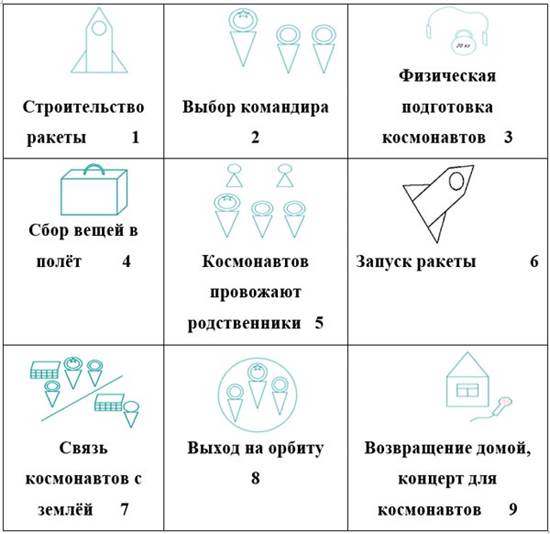 Строительство
ракеты 1
Выбор командира
2
20 кг
Физическая
подготовка
космонавтов 3
Сбор вещей в
полёт 4
Космонавтов
провожают
родственники 5
Запуск ракеты 6
Связь
космонавтов с
землёй 7
Выход на орбиту
8
Возвращение домой,
концерт для
космонавтов 9